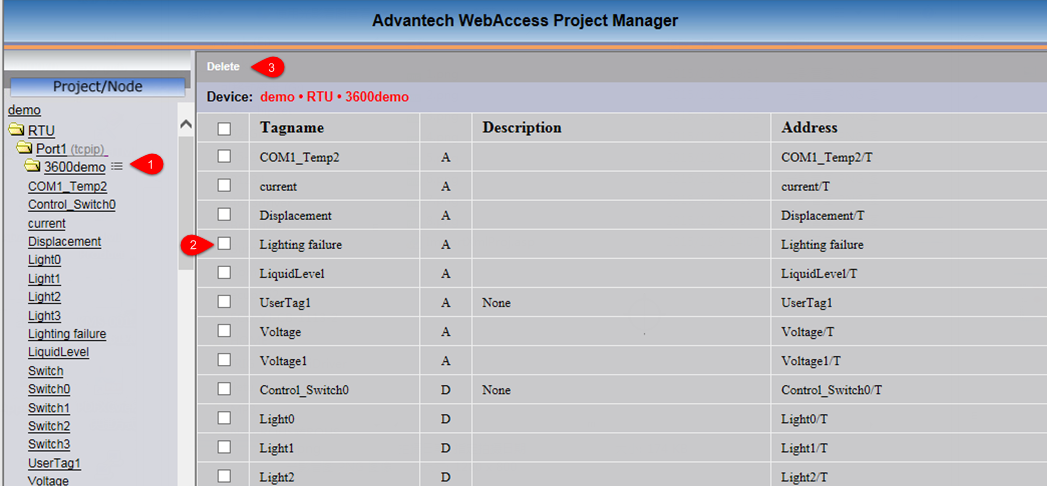 Advantech WebAccess Project Manager
Project/Node
demo
RTU
Port1 (tcpip)
3600demo
1
COM1_Temp2
Control_Switch0
current
Displacement
Light0
Light1
Light2
Light3
Lighting failure
LiquidLevel
Switch
Switch0
Switch1
Switch2
Switch3
UserTag1
Voltage
Delete 3
Device: demo • RTU • 3600demo
Tagname Description Address
COM1_Temp2 A COM1_Temp2/T
current A current/T
Displacement A Displacement/T
2 Lighting failure A Lighting failure
LiquidLevel A LiquidLevel/T
UserTag1 A None UserTag1
Voltage A Voltage/T
Voltage1 A Voltage1/T
Control_Switch0 D None Control_Switch0/T
Light0 D Light0/T
Light1 D Light1/T
Light2 D Light2/T